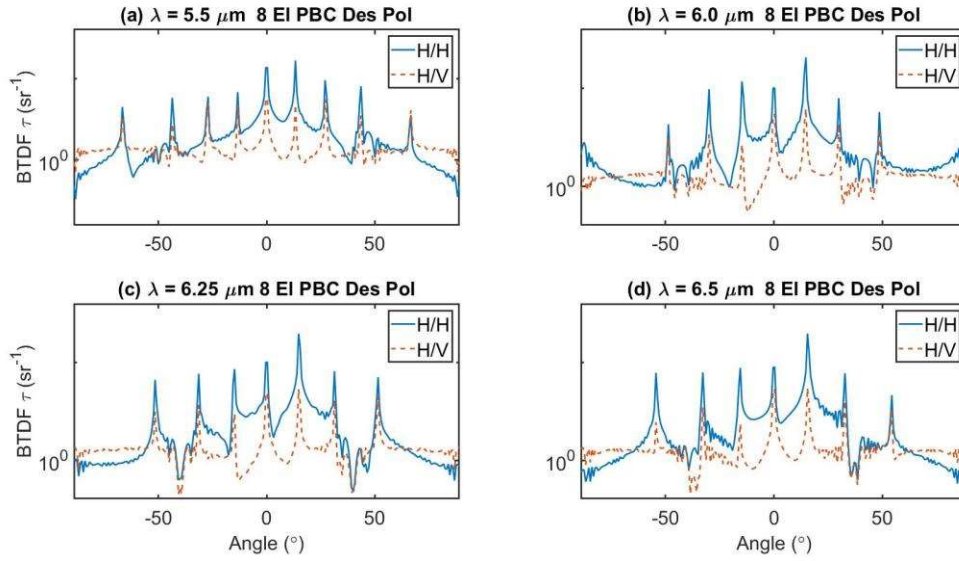 (a) λ = 5.5 μm 8 El PBC Des Pol
BTDF τ (sr⁻¹)
10⁰
H/H
H/V
-50 0 50
(b) λ = 6.0 μm 8 El PBC Des Pol
10⁰
H/H
H/V
-50 0 50
(c) λ = 6.25 μm 8 El PBC Des Pol
BTDF τ (sr⁻¹)
10⁰
H/H
H/V
-50 0 50
Angle (°)
(d) λ = 6.5 μm 8 El PBC Des Pol
10⁰
H/H
H/V
-50 0 50
Angle (°)